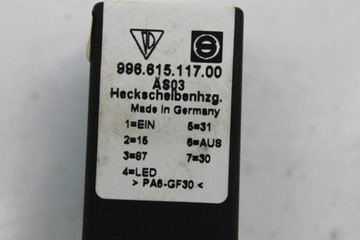 996.615.117.00
ÄS03
Heckscheibenhzg.
Made in Germany
1=EIN 5=31
2=15 6=AUS
3=87 7=30
4=LED
> PA6-GF30 <